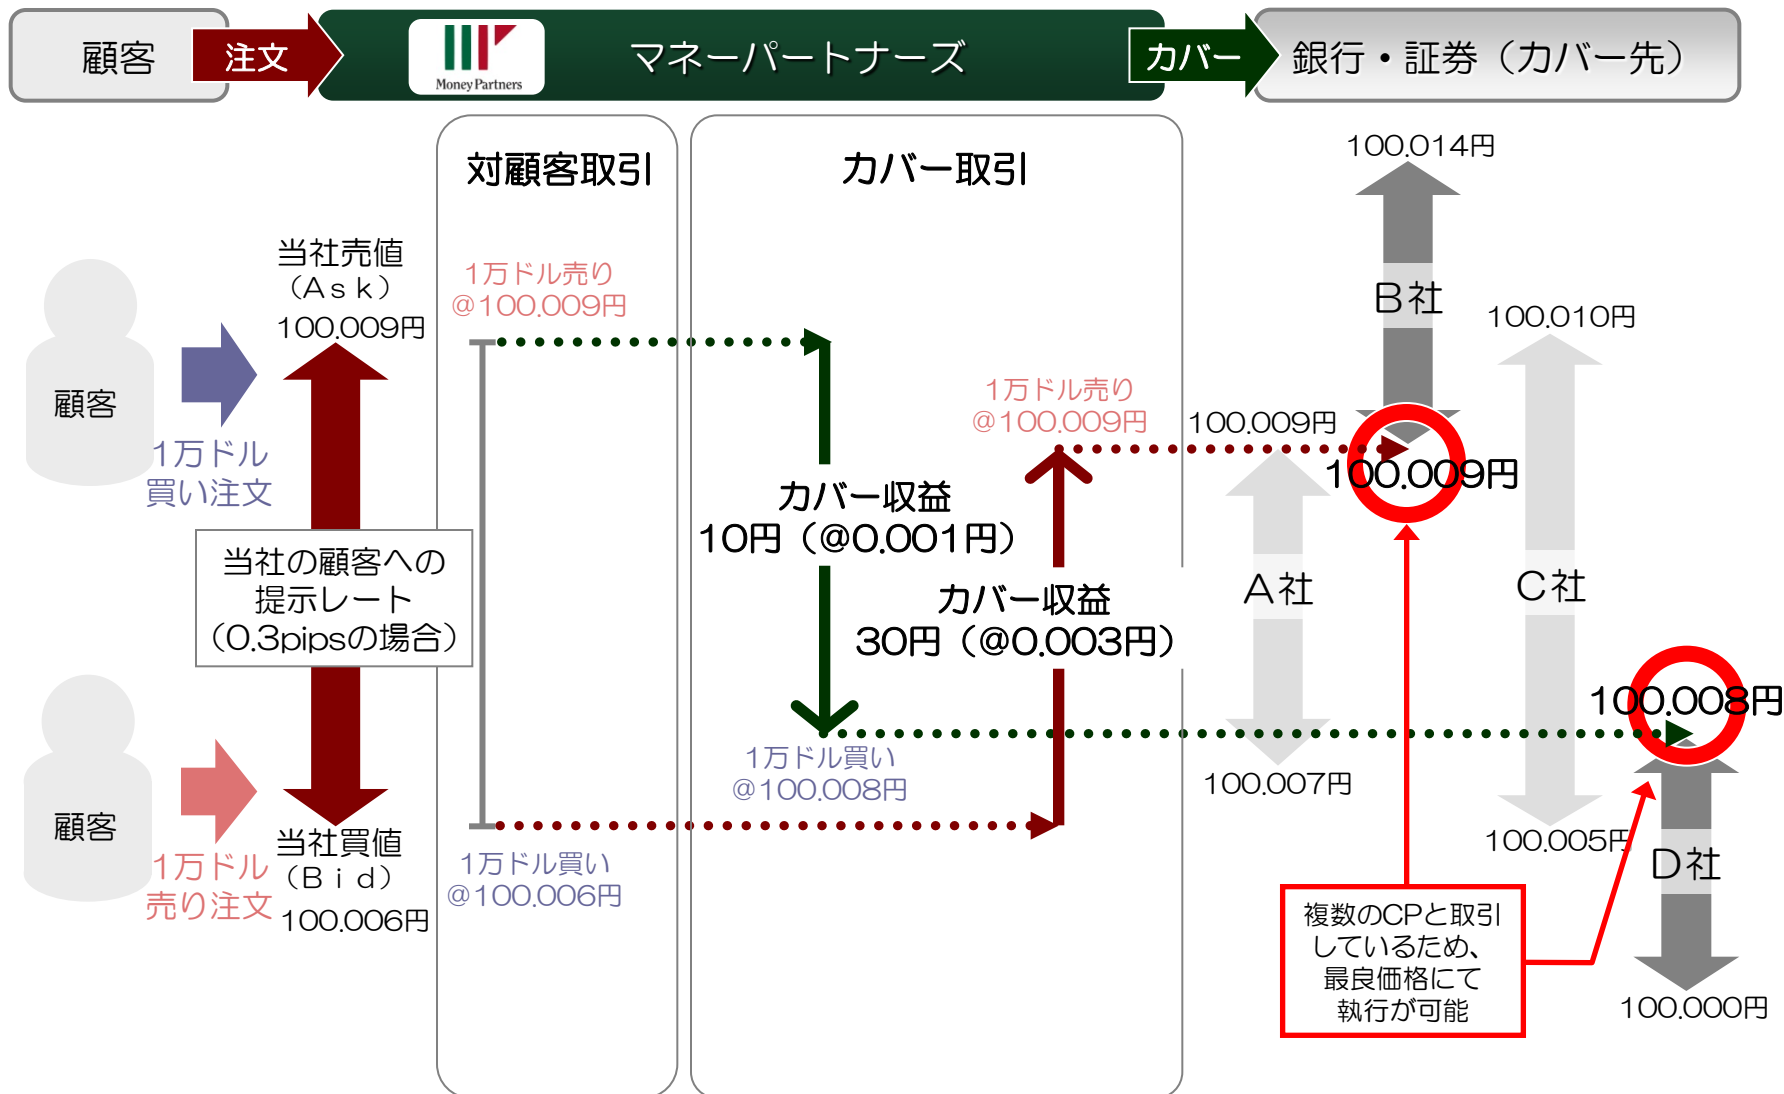 顧客
注文
Money Partners
マネーパートナーズ
カバー
銀行・証券（カバー先）
対顧客取引
カバー取引
100.014円
当社売値
（Ａｓｋ）
100.009円
1万ドル売り
@100.009円
B社
100.010円
顧客
1万ドル
買い注文
1万ドル売り
@100.009円
100.009円
100.009円
カバー収益
10円（@0.001円）
当社の顧客への
提示レート
（0.3pipsの場合）
カバー収益
30円（@0.003円）
A社
C社
100.008円
1万ドル買い
@100.008円
100.007円
顧客
1万ドル
売り注文
当社買値
（Ｂｉｄ）
100.006円
1万ドル買い
@100.006円
100.005円
D社
複数のCPと取引
しているため、
最良価格にて
執行が可能
100.000円